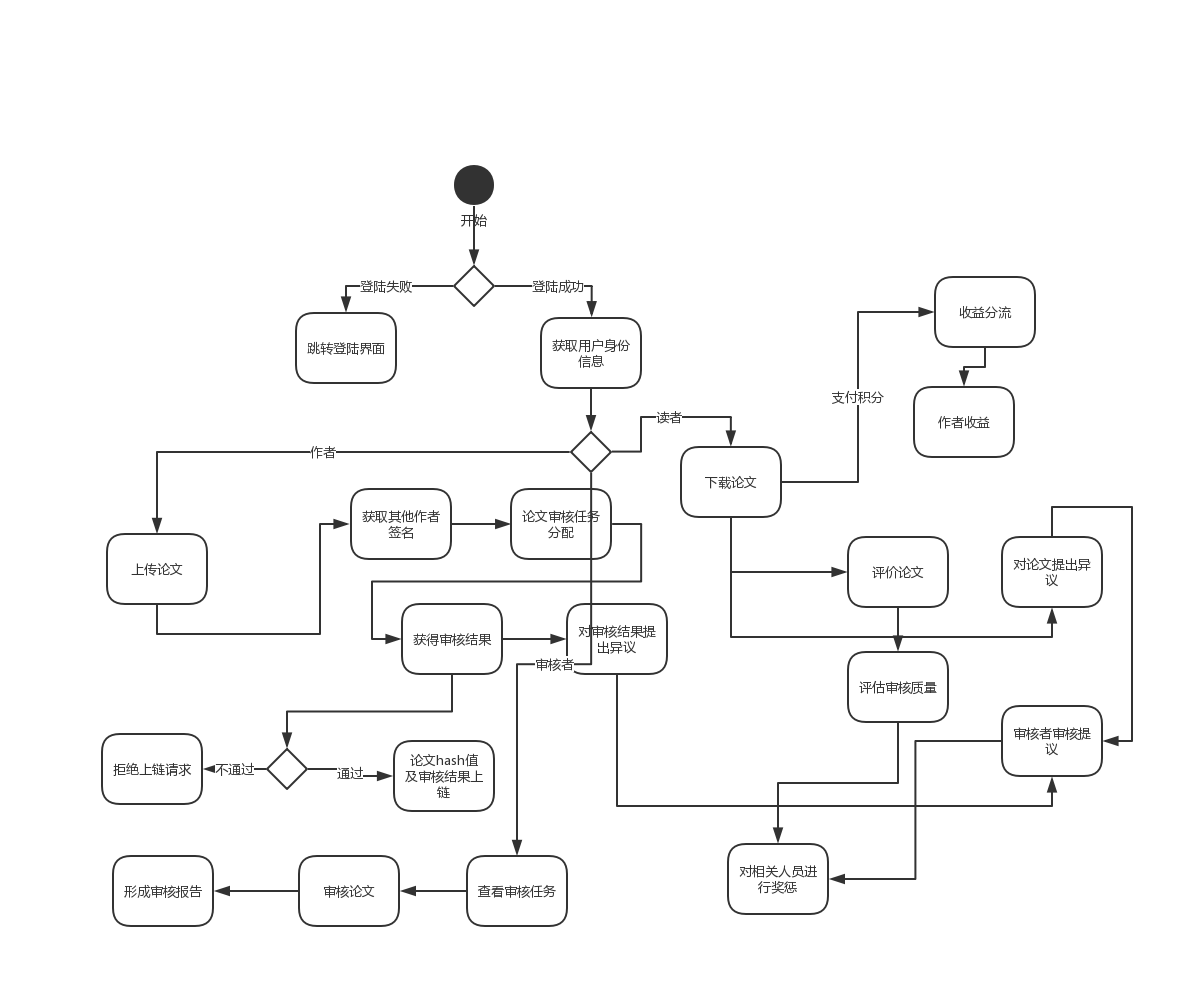 开始
登陆失败
登陆成功
收益分流
跳转登陆界面
获取用户身份
信息
支付积分
作者收益
读者
作者
下载论文
获取其他作者
签名
论文审核任务
分配
上传论文
评价论文
对论文提出异
议
获得审核结果
对审核结果提
出异议
审核者
评估审核质量
审核者审核提
议
拒绝上链请求
不通过
通过
论文hash值
及审核结果上
链
形成审核报告
审核论文
查看审核任务
对相关人员进
行奖惩